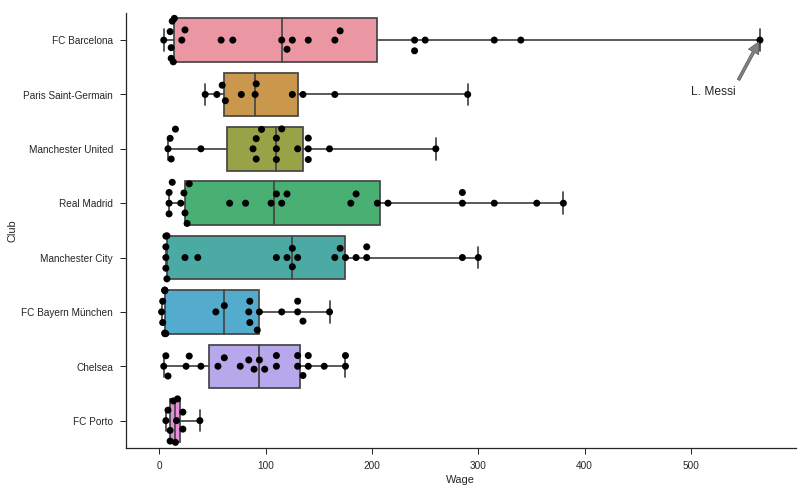 FC Barcelona
L. Messi
Paris Saint-Germain
Manchester United
Real Madrid
Club
Manchester City
FC Bayern München
Chelsea
FC Porto
0 100 200 300 400 500
Wage